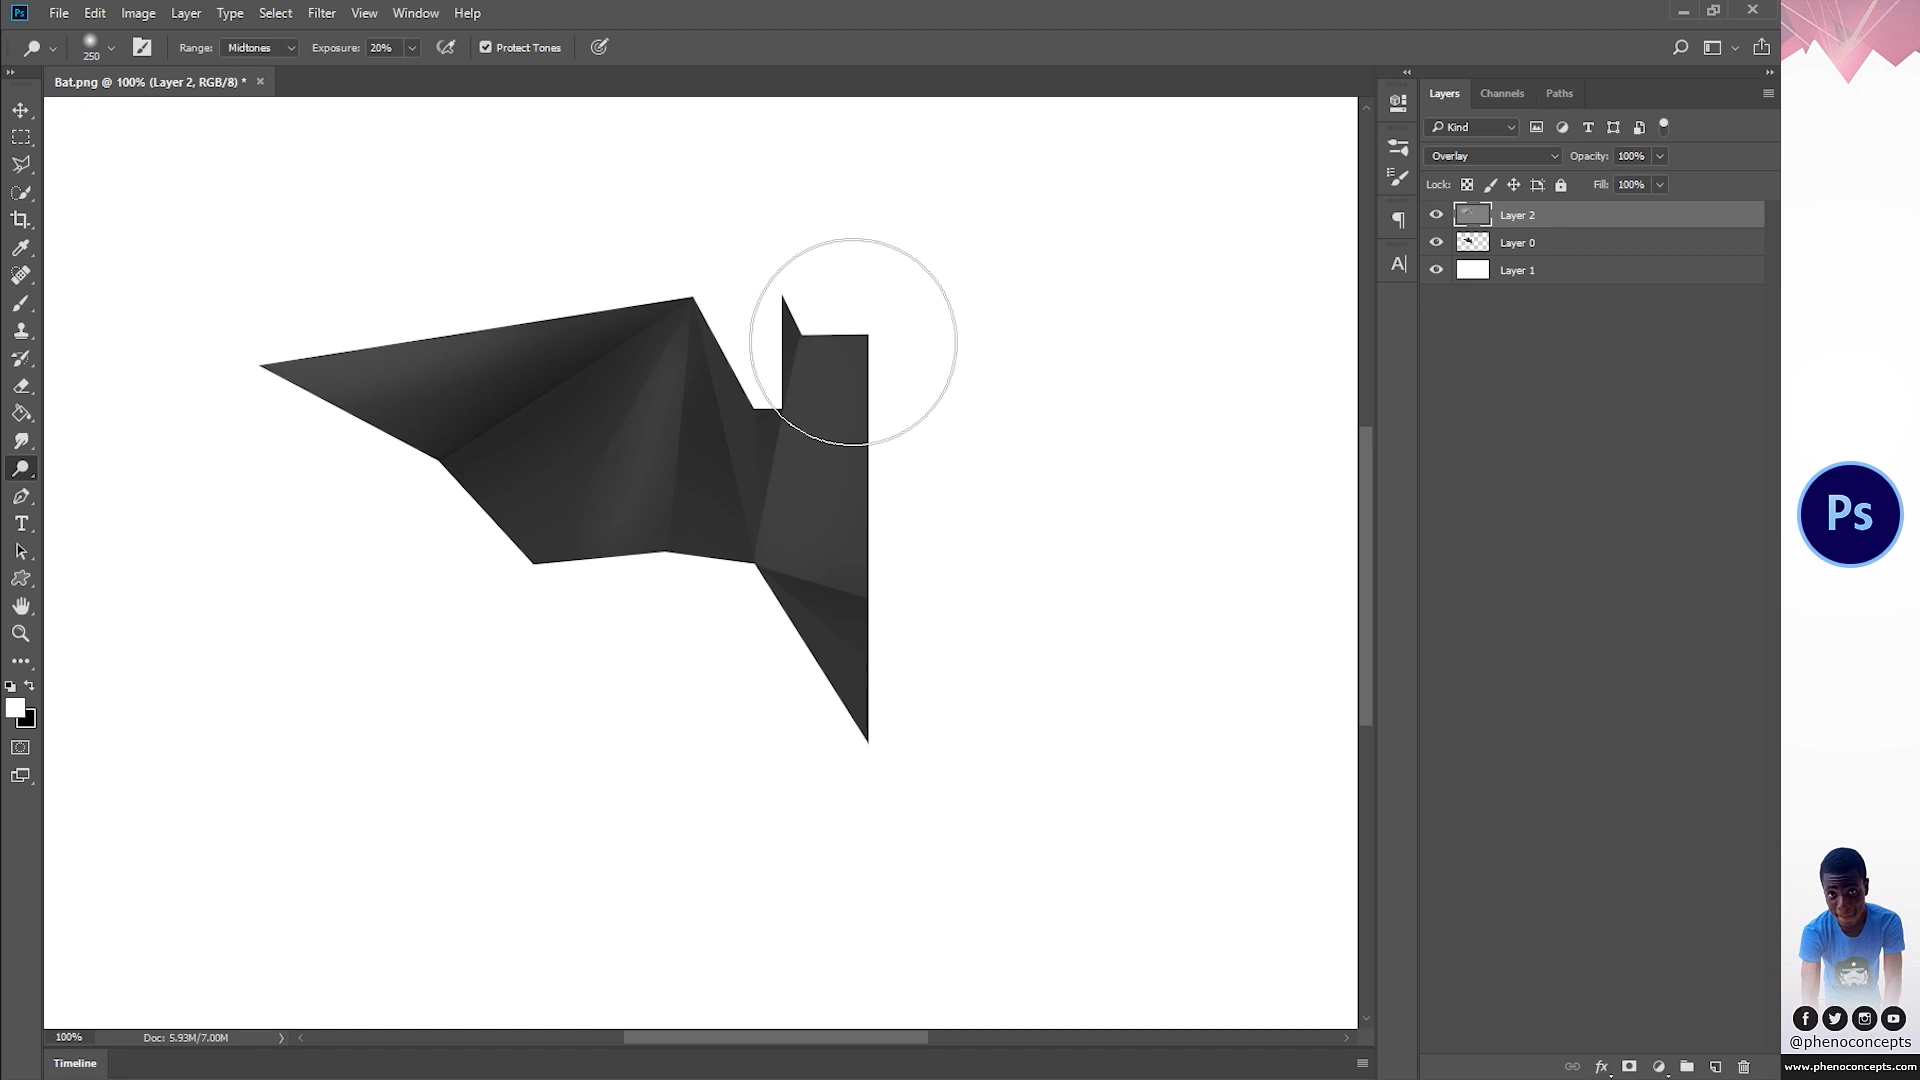 Ps File Edit Image Layer Type Select Filter View Window Help
250 Range: Midtones Exposure: 20% Protect Tones
Bat.png @ 100% (Layer 2, RGB/8) *
Layers Channels Paths
Kind
Overlay Opacity: 100%
Lock: Fill: 100%
Layer 2
Layer 0
Layer 1
Ps
100% Doc: 5.93M/7.00M
Timeline
fx
@phenoconcepts
www.phenoconcepts.com